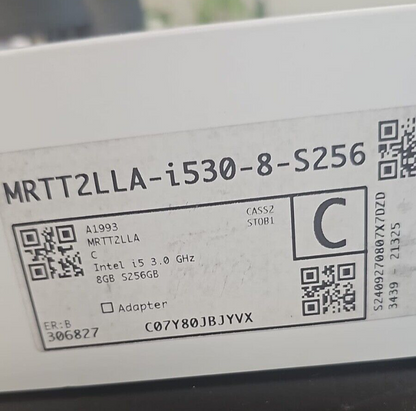 MRTT2LLA-i530-8-S256
A1993
MRTT2LLA
C
Intel i5 3.0 GHz
8GB S256GB
CASS2
STOB1
C
Adapter
ER:B
306827
C07Y80JBJYVX
S2409270807X7DZD
3439 - 21325